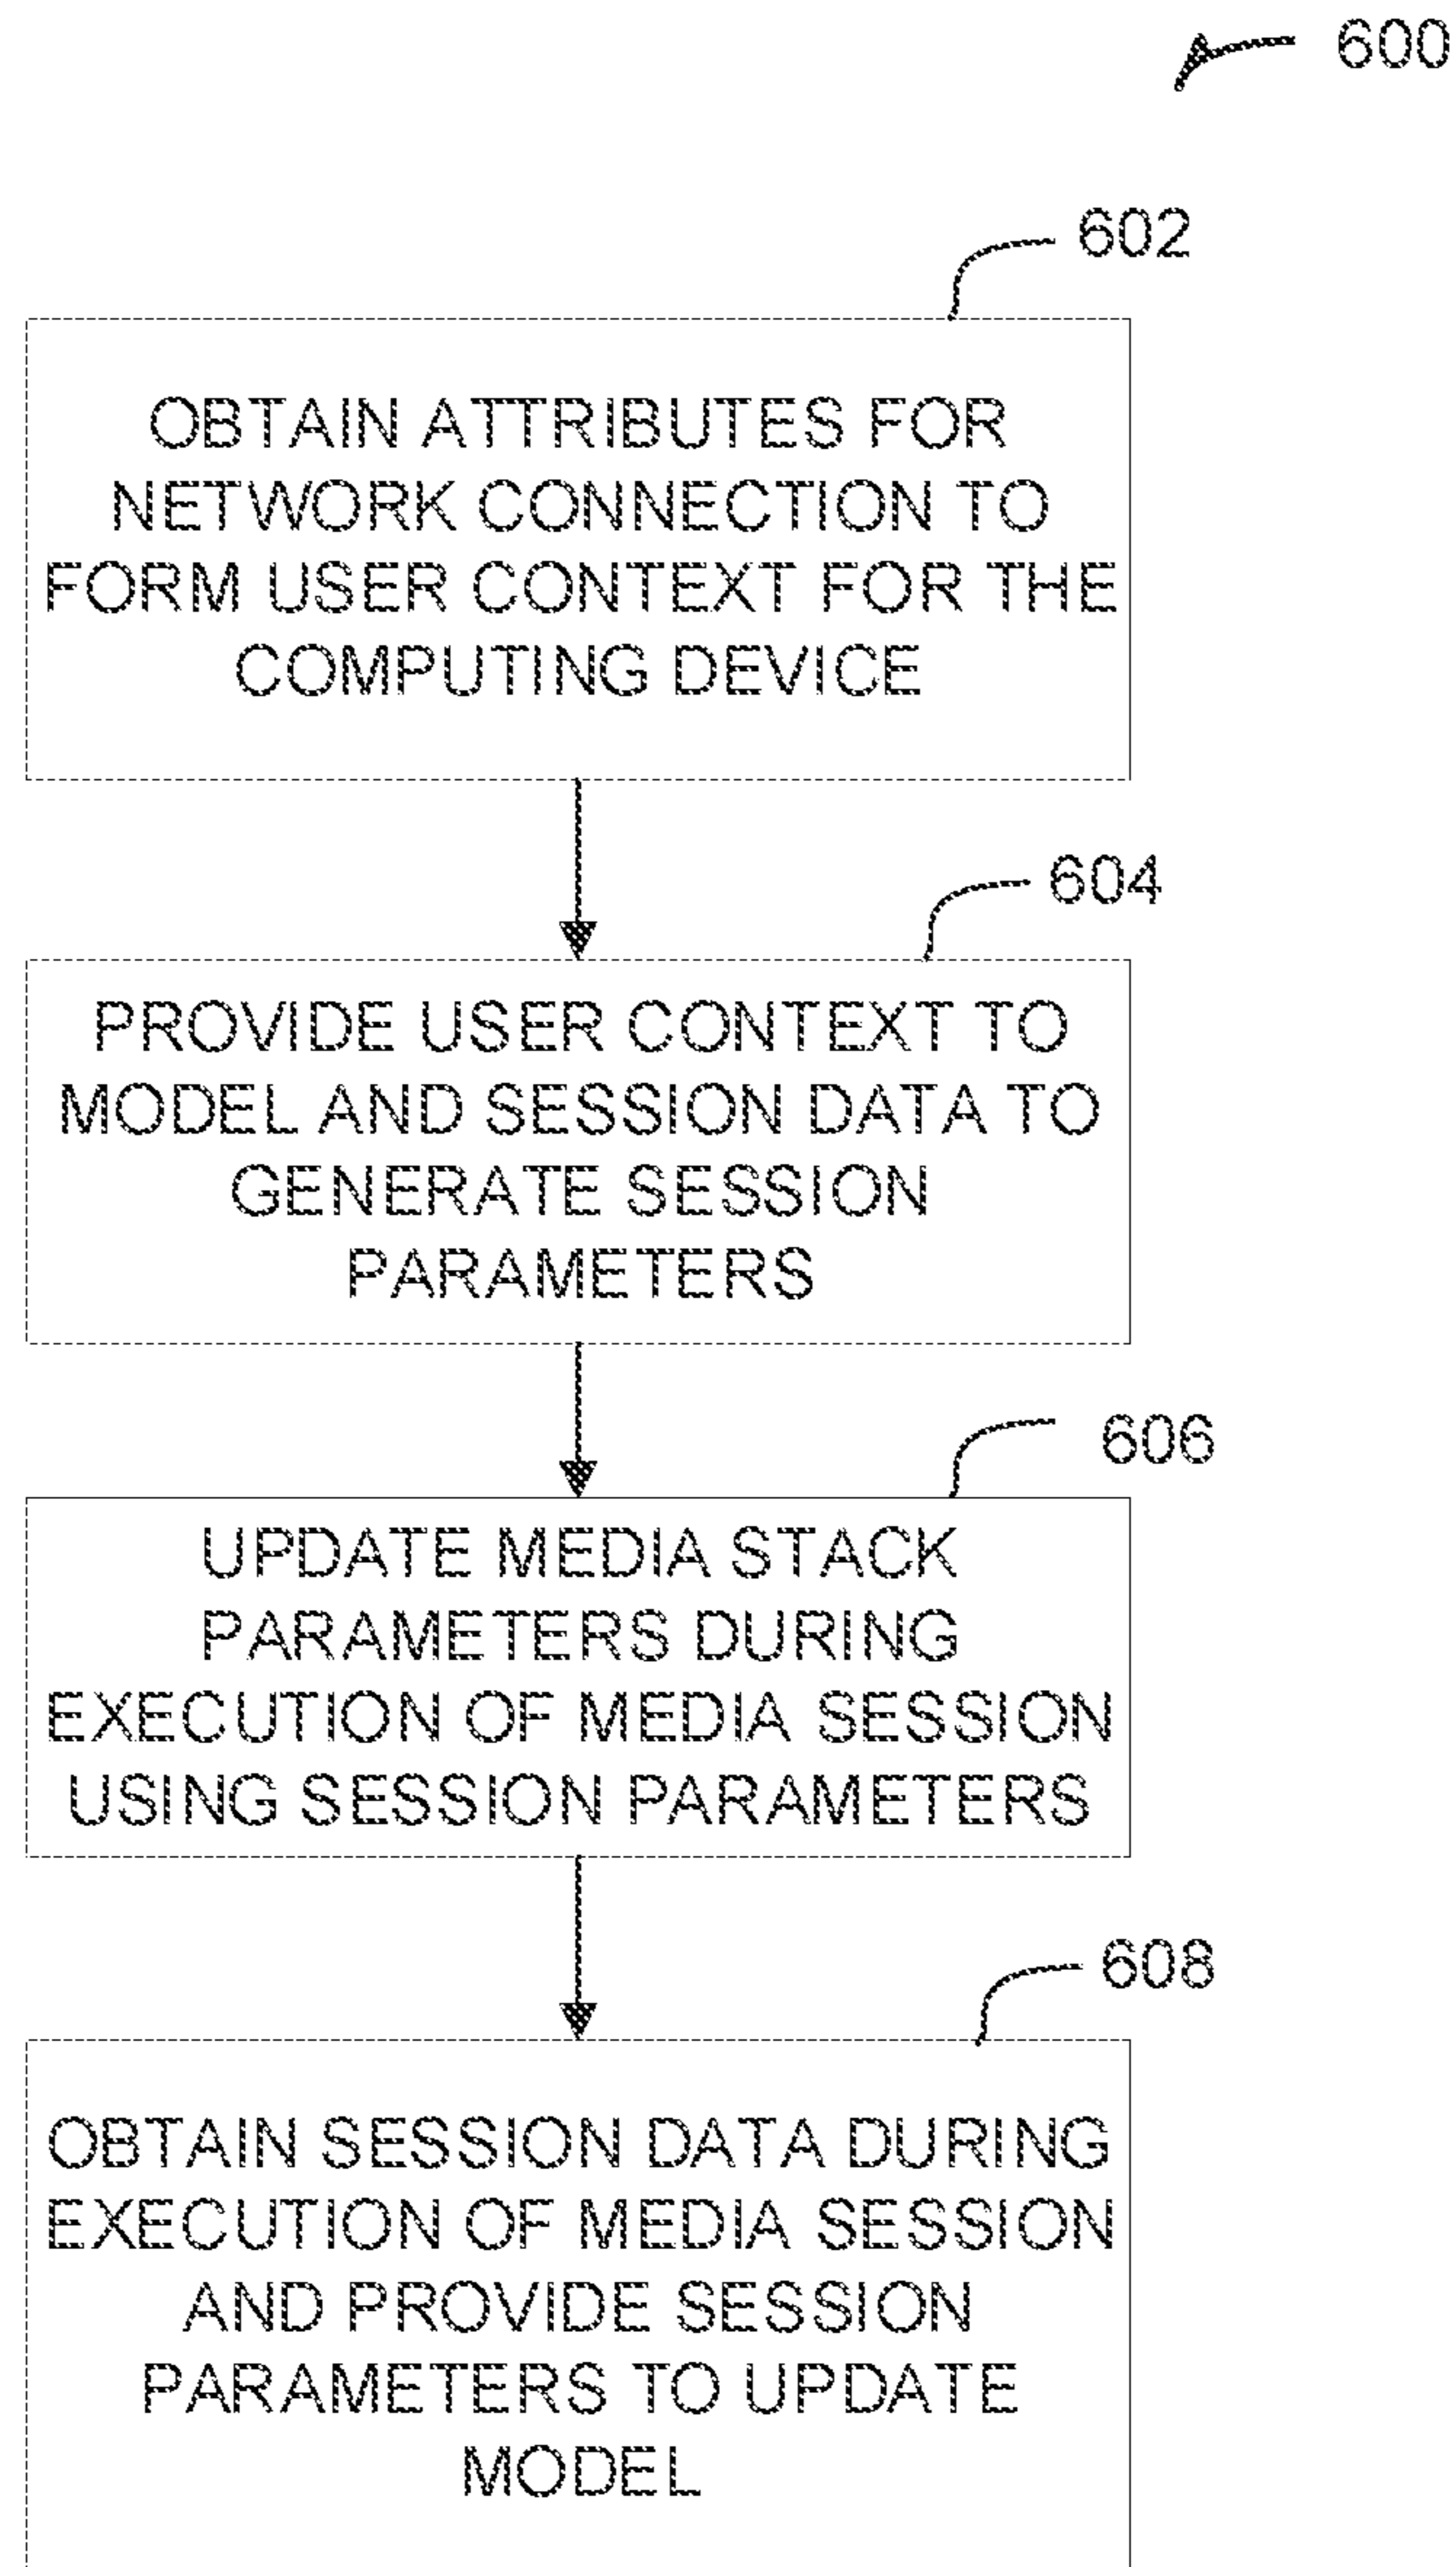 600
602
OBTAIN ATTRIBUTES FOR
NETWORK CONNECTION TO
FORM USER CONTEXT FOR THE
COMPUTING DEVICE
604
PROVIDE USER CONTEXT TO
MODEL AND SESSION DATA TO
GENERATE SESSION
PARAMETERS
606
UPDATE MEDIA STACK
PARAMETERS DURING
EXECUTION OF MEDIA SESSION
USING SESSION PARAMETERS
608
OBTAIN SESSION DATA DURING
EXECUTION OF MEDIA SESSION
AND PROVIDE SESSION
PARAMETERS TO UPDATE
MODEL